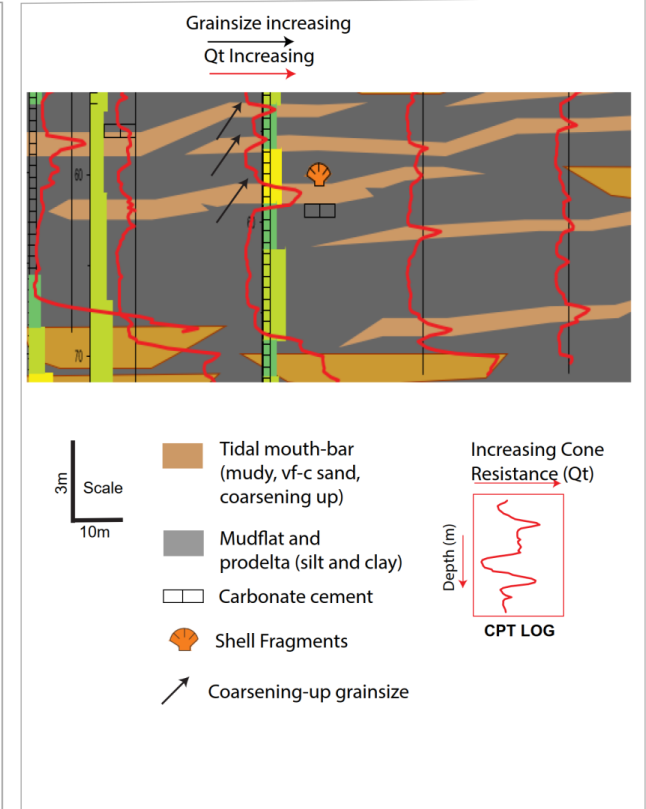 Grainsize increasing
Qt Increasing
60
65
70
3m
Scale
10m
Tidal mouth-bar
(mudy, vf-c sand,
coarsening up)
Mudflat and
prodelta (silt and clay)
Carbonate cement
Shell Fragments
Coarsening-up grainsize
Increasing Cone
Resistance (Qt)
Depth (m)
CPT LOG